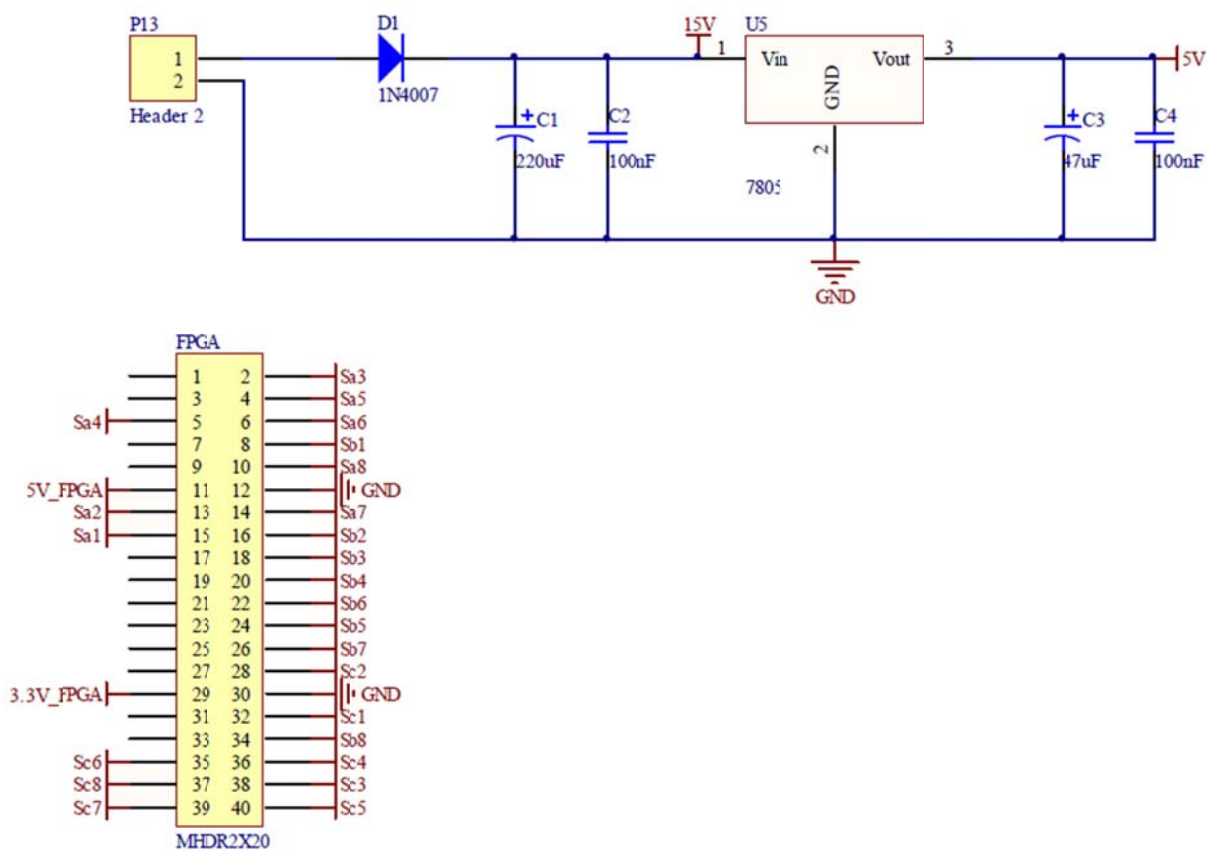 P13
1
2
Header 2
D1
1N4007
+
C1
220uF
C2
100nF
15V
U5
1
Vin
Vout
3
GND
2
7805
+
C3
47uF
C4
100nF
5V
GND
FPGA
1 2 Sa3
3 4 Sa5
Sa4 5 6 Sa6
7 8 Sb1
9 10 Sa8
5V_FPGA 11 12 GND
Sa2 13 14 Sa7
Sa1 15 16 Sb2
17 18 Sb3
19 20 Sb4
21 22 Sb6
23 24 Sb5
25 26 Sb7
27 28 Sc2
3.3V_FPGA 29 30 GND
31 32 Sc1
33 34 Sb8
Sc6 35 36 Sc4
Sc8 37 38 Sc3
Sc7 39 40 Sc5
MHDR2X20